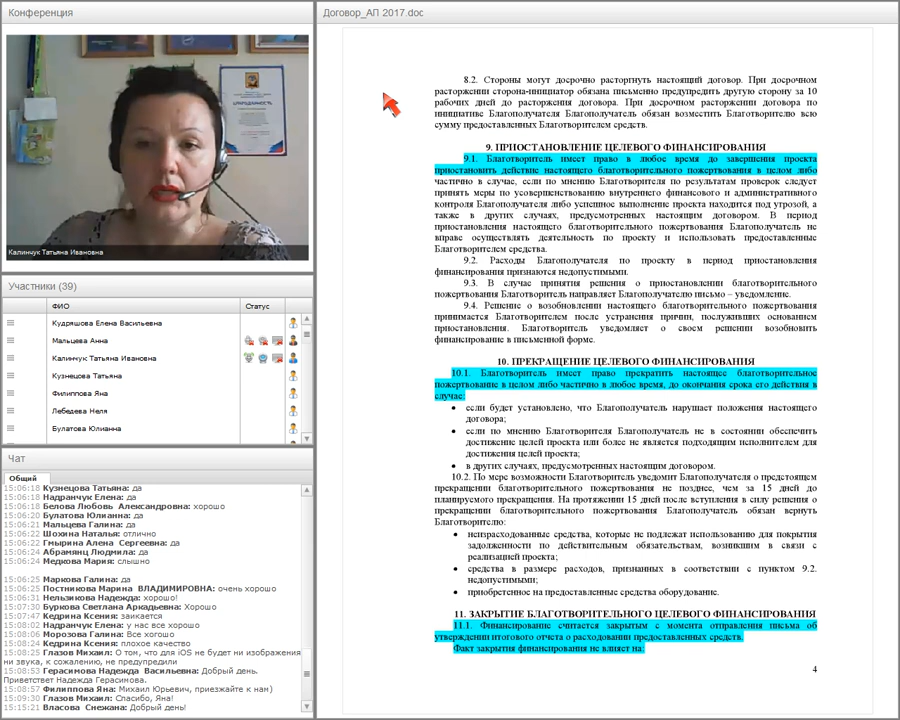 Конференция
БЛАГОДАРНОСТЬ
Калинчук Татьяна Ивановна
Участники (39)
ФИО Статус
Кудряшова Елена Васильевна
Мальцева Анна
Калинчук Татьяна Ивановна
Кузнецова Татьяна
Филиппова Яна
Лебедева Неля
Булатова Юлианна
Чат
Общий
15:06:18 Кузнецова Татьяна: да
15:06:18 Надранчук Елена: да
15:06:18 Белова Любовь Александровна: хорошо
15:06:20 Булатова Юлианна: да
15:06:21 Мальцева Галина: да
15:06:22 Шохина Наталья: отлично
15:06:22 Гмырина Алена Сергеевна: да
15:06:24 Абрамянц Людмила: да
15:06:24 Медкова Мария: слышно
15:06:25 Маркова Галина: да
15:06:25 Постникова Марина ВЛАДИМИРОВНА: очень хорошо
15:06:31 Нельзикова Надежда: хорошо!
15:07:30 Буркова Светлана Аркадьевна: Хорошо
15:07:47 Кедрина Ксения: заикается
15:08:02 Надранчук Елена: у нас все хорошо
15:08:06 Морозова Галина: Все хогошо
15:08:24 Кедрина Ксения: плохое качество
15:08:25 Глазов Михаил: О том, что для iOS не будет ни изображения
ни звука, к сожалению, не предупредили
15:08:53 Герасимова Надежда Васильевна: Добрый день.
Приветствует Надежда Герасимова.
15:08:57 Филиппова Яна: Михаил Юрьевич, приезжайте к нам)
15:09:30 Глазов Михаил: Спасибо, Яна!
15:15:21 Власова Снежана: Добрый день!
Договор_АП 2017.doc
8.2. Стороны могут досрочно расторгнуть настоящий договор. При досрочном
расторжении сторона-инициатор обязана письменно предупредить другую сторону за 10
рабочих дней до расторжения договора. При досрочном расторжении договора по
инициативе Благополучателя Благополучатель обязан возместить Благотворителю всю
сумму предоставленных Благотворителем средств.
9. ПРИОСТАНОВЛЕНИЕ ЦЕЛЕВОГО ФИНАНСИРОВАНИЯ
9.1. Благотворитель имеет право в любое время до завершения проекта
приостановить действие настоящего благотворительного пожертвования в целом либо
частично в случае, если по мнению Благотворителя по результатам проверок следует
принять меры по усовершенствованию внутреннего финансового и административного
контроля Благополучателя либо успешное выполнение проекта находится под угрозой, а
также в других случаях, предусмотренных настоящим договором. В период
приостановления настоящего благотворительного пожертвования Благополучатель не
вправе осуществлять деятельность по проекту и использовать предоставленные
Благотворителем средства.
9.2. Расходы Благополучателя по проекту в период приостановления
финансирования признаются недопустимыми.
9.3. В случае принятия решения о приостановлении благотворительного
пожертвования Благотворитель направляет Благополучателю письмо – уведомление.
9.4. Решение о возобновлении настоящего благотворительного пожертвования
принимается Благотворителем после устранения причин, послуживших основанием
приостановления. Благотворитель уведомляет о своем решении возобновить
финансирование в письменной форме.
10. ПРЕКРАЩЕНИЕ ЦЕЛЕВОГО ФИНАНСИРОВАНИЯ
10.1. Благотворитель имеет право прекратить настоящее благотворительное
пожертвование в целом либо частично в любое время, до окончания срока его действия в
случае:
• если будет установлено, что Благополучатель нарушает положения настоящего
договора;
• если по мнению Благотворителя Благополучатель не в состоянии обеспечить
достижение целей проекта или более не является подходящим исполнителем для
достижения целей проекта;
• в других случаях, предусмотренных настоящим договором.
10.2. По мере возможности Благотворитель уведомит Благополучателя о предстоящем
прекращении благотворительного пожертвования не позднее, чем за 15 дней до
планируемого прекращения. На протяжении 15 дней после вступления в силу решения о
прекращении благотворительного пожертвования Благополучатель обязан вернуть
Благотворителю:
• неизрасходованные средства, которые не подлежат использованию для покрытия
задолженности по действительным обязательствам, возникшим в связи с
реализацией проекта;
• средства в размере расходов, признанных в соответствии с пунктом 9.2.
недопустимыми;
• приобретенное на предоставленные средства оборудование.
11. ЗАКРЫТИЕ БЛАГОТВОРИТЕЛЬНОГО ЦЕЛЕВОГО ФИНАНСИРОВАНИЯ
11.1. Финансирование считается закрытым с момента отправления письма об
утверждении итогового отчета о расходовании предоставленных средств.
Факт закрытия финансирования не влияет на:
4